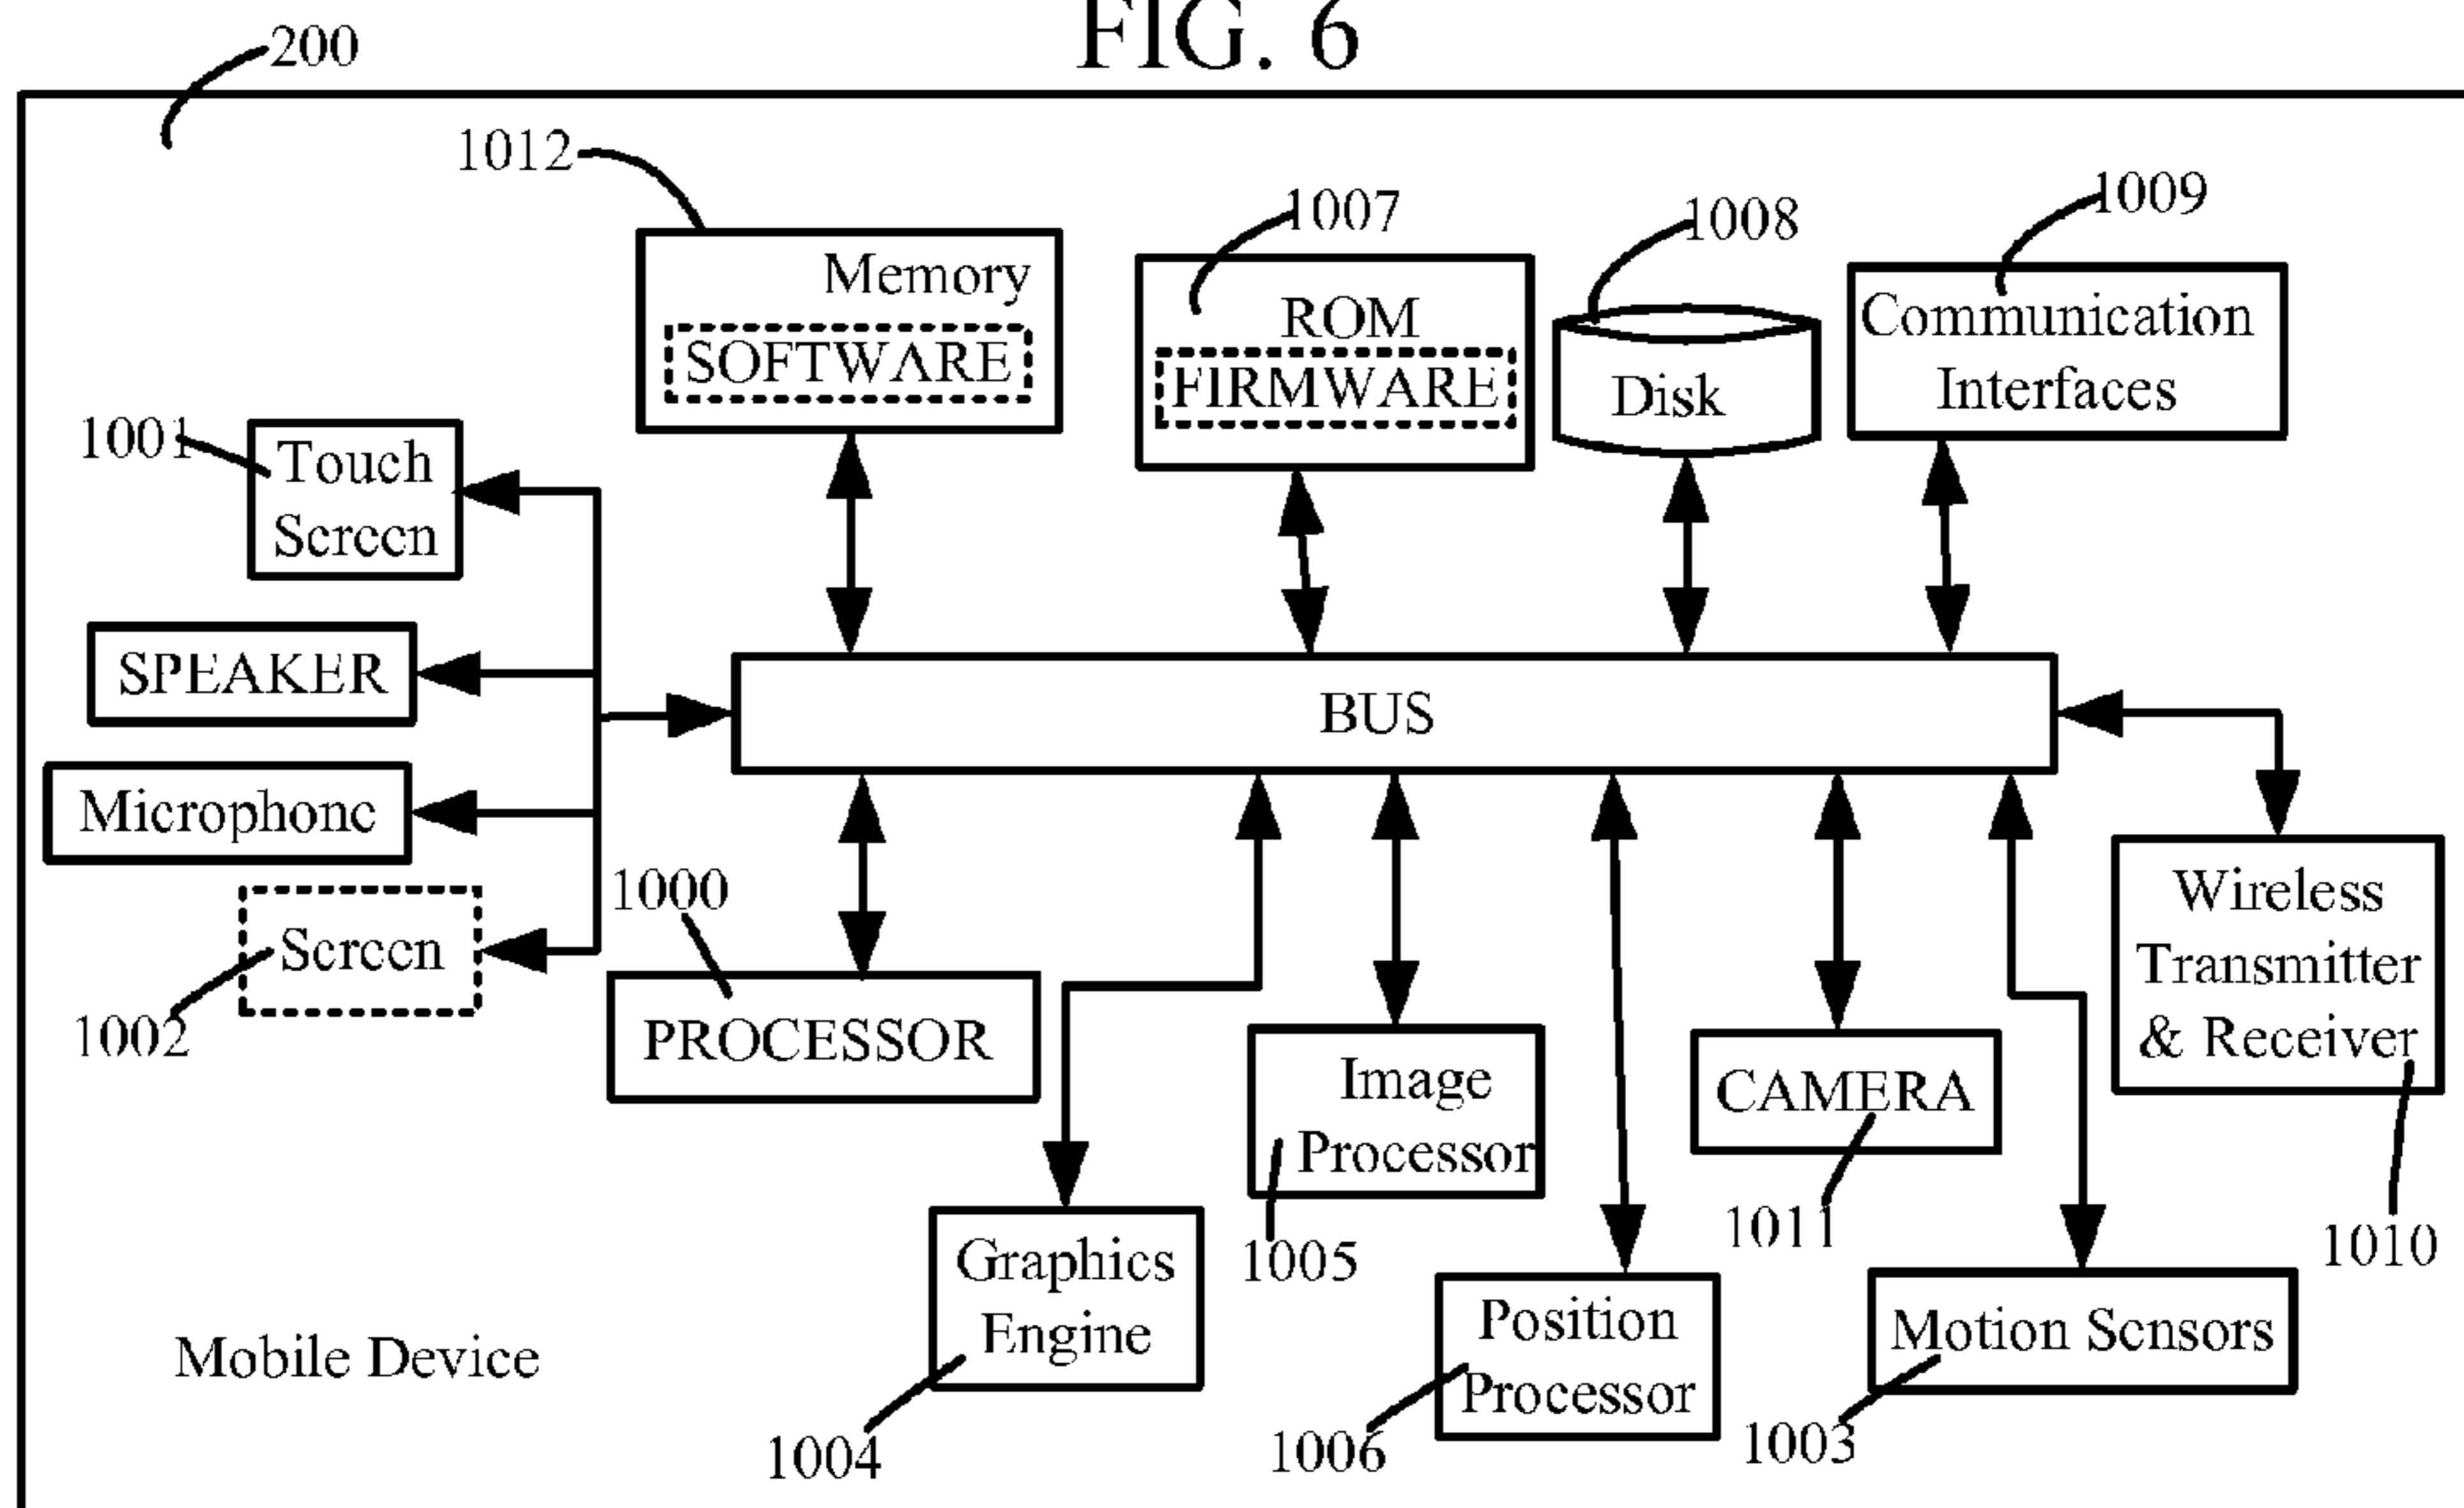 FIG. 6
200
1012
1007
1008
1009
Memory
SOFTWARE
ROM
FIRMWARE
Disk
Communication
Interfaces
1001
Touch
Screen
SPEAKER
BUS
Microphone
1000
Screen
1002
PROCESSOR
Wireless
Transmitter
& Receiver
1010
Image
Processor
1005
CAMERA
1011
Graphics
Engine
1004
Position
Processor
1006
Motion Sensors
1003
Mobile Device